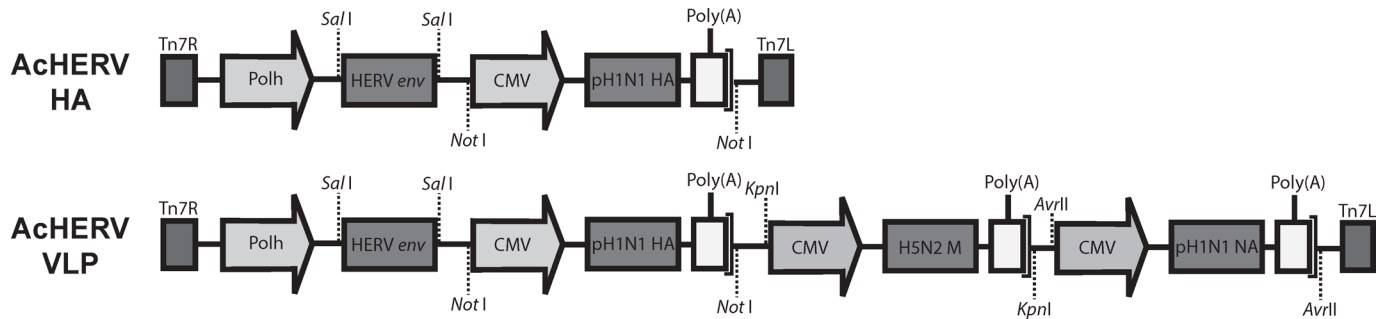 AcHERV
HA
Tn7R
Polh
Sal I
HERV env
Sal I
Not I
CMV
pH1N1 HA
Poly(A)
Not I
Tn7L
AcHERV
VLP
Tn7R
Polh
Sal I
HERV env
Sal I
Not I
CMV
pH1N1 HA
Poly(A)
Not I
KpnI
CMV
H5N2 M
Poly(A)
KpnI
AvrII
CMV
pH1N1 NA
Poly(A)
AvrII
Tn7L